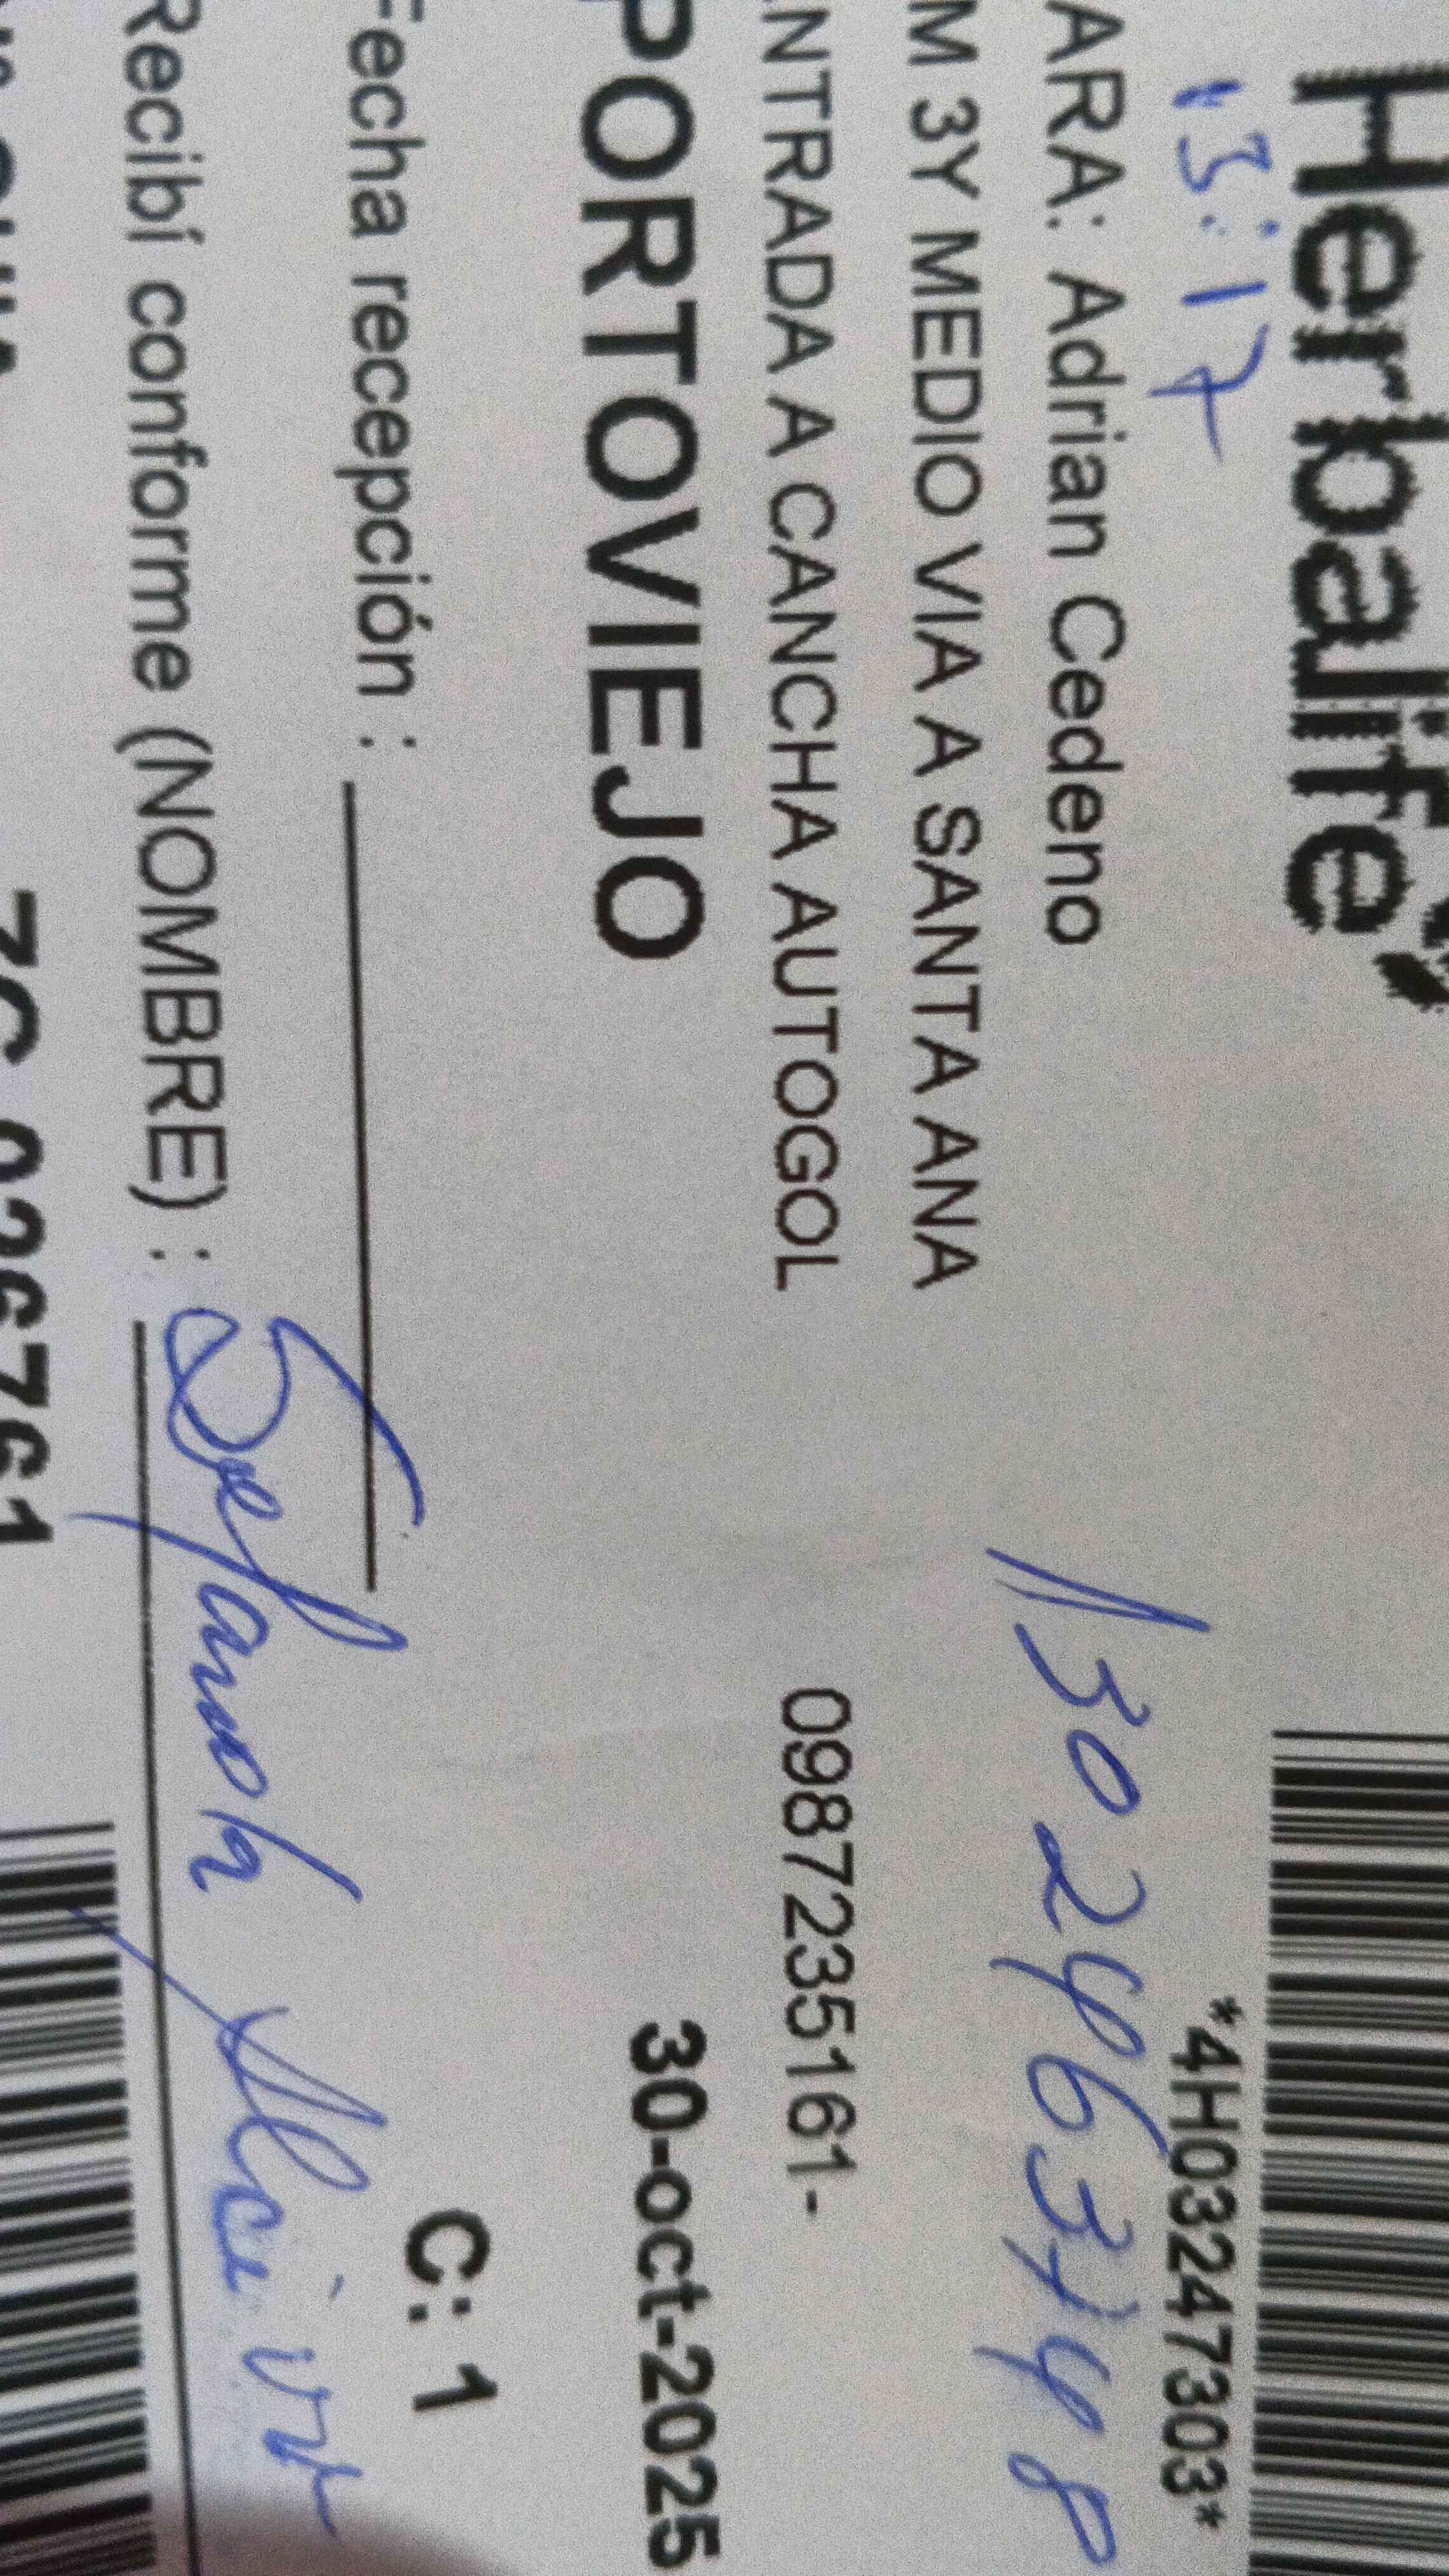 Herbalife
*4H03247303*
13:17
ARA: Adrian Cedeno
1302463748
M 3Y MEDIO VIA A SANTA ANA
NTRADA A CANCHA AUTOGOL
0987235161-
PORTOVIEJO
30-oct-2025
Fecha recepción :
C: 1
Recibí conforme (NOMBRE) :